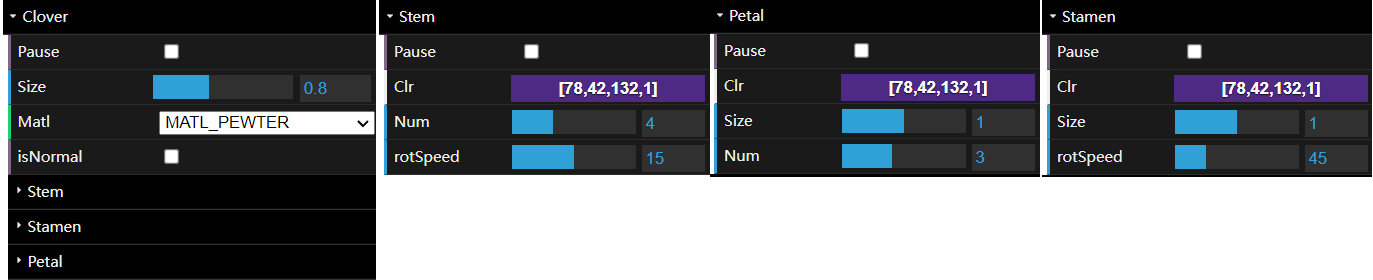 Clover
Pause
Size 0.8
Matl MATL_PEWTER
isNormal
Stem
Stamen
Petal
Stem
Pause
Clr [78,42,132,1]
Num 4
rotSpeed 15
Petal
Pause
Clr [78,42,132,1]
Size 1
Num 3
Stamen
Pause
Clr [78,42,132,1]
Size 1
rotSpeed 45